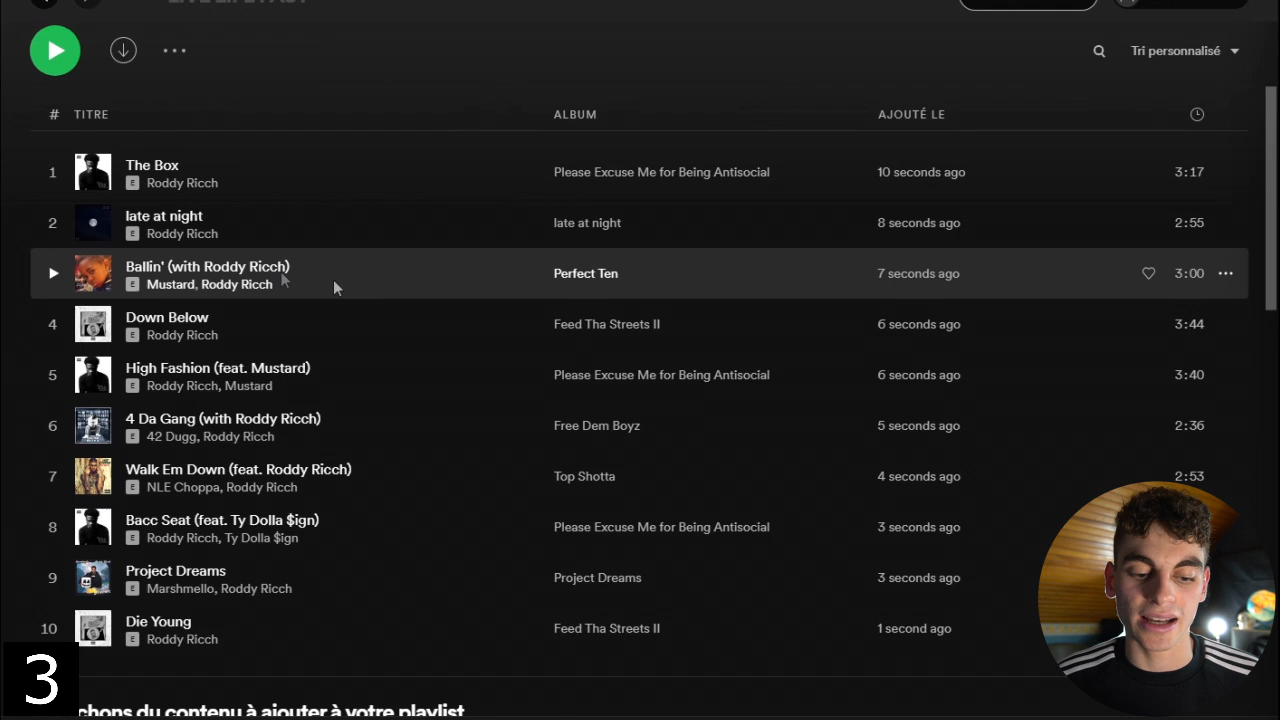 Tri personnalisé
# TITRE ALBUM AJOUTÉ LE
1 The Box Please Excuse Me for Being Antisocial 10 seconds ago 3:17
E Roddy Ricch
2 late at night late at night 8 seconds ago 2:55
E Roddy Ricch
Ballin' (with Roddy Ricch) Perfect Ten 7 seconds ago 3:00
E Mustard, Roddy Ricch
4 Down Below Feed Tha Streets II 6 seconds ago 3:44
E Roddy Ricch
5 High Fashion (feat. Mustard) Please Excuse Me for Being Antisocial 6 seconds ago 3:40
E Roddy Ricch, Mustard
6 4 Da Gang (with Roddy Ricch) Free Dem Boyz 5 seconds ago 2:36
E 42 Dugg, Roddy Ricch
7 Walk Em Down (feat. Roddy Ricch) Top Shotta 4 seconds ago 2:53
E NLE Choppa, Roddy Ricch
8 Bacc Seat (feat. Ty Dolla $ign) Please Excuse Me for Being Antisocial 3 seconds ago
E Roddy Ricch, Ty Dolla $ign
9 Project Dreams Project Dreams 3 seconds ago
E Marshmello, Roddy Ricch
10 Die Young Feed Tha Streets II 1 second ago
E Roddy Ricch
3
chons du contenu à ajouter à votre playlist